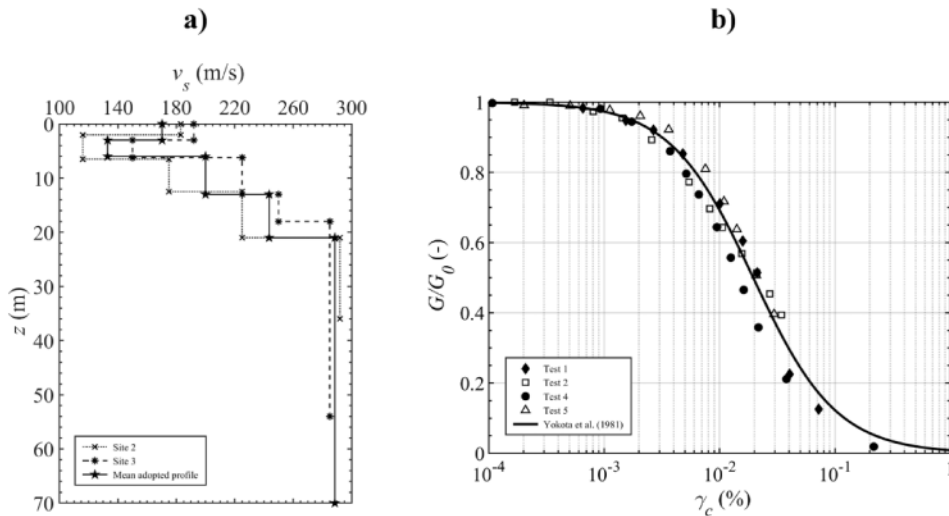 a)
v_s (m/s)
100 140 180 220 260 300
0
10
20
30
40
50
60
70
z (m)
Site 2
Site 3
Mean adopted profile
b)
1
0.8
0.6
0.4
0.2
0
G/G_0 (-)
Test 1
Test 2
Test 4
Test 5
Yokota et al. (1981)
10^-4 10^-3 10^-2 10^-1 1
γ_c (%)